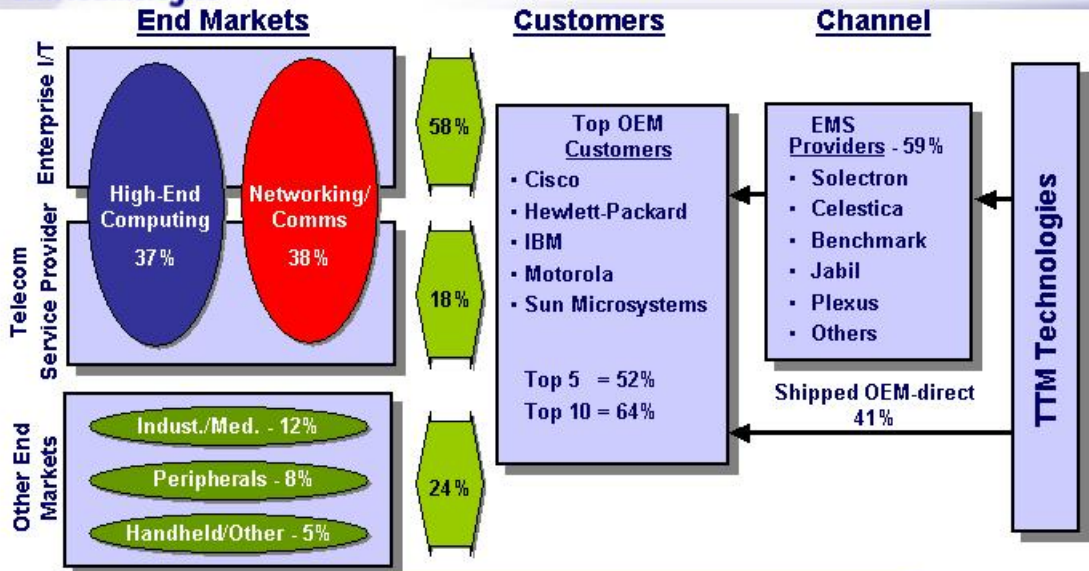 End Markets
Customers
Channel
Enterprise I/T
Telecom
Service Provider
Other End
Markets
High-End
Computing
37%
Networking/
Comms
38%
58%
18%
24%
Indust./Med. - 12%
Peripherals - 8%
Handheld/Other - 5%
Top OEM
Customers
· Cisco
· Hewlett-Packard
· IBM
· Motorola
· Sun Microsystems
Top 5 = 52%
Top 10 = 64%
EMS
Providers - 59%
· Solectron
· Celestica
· Benchmark
· Jabil
· Plexus
· Others
Shipped OEM-direct
41%
TTM Technologies